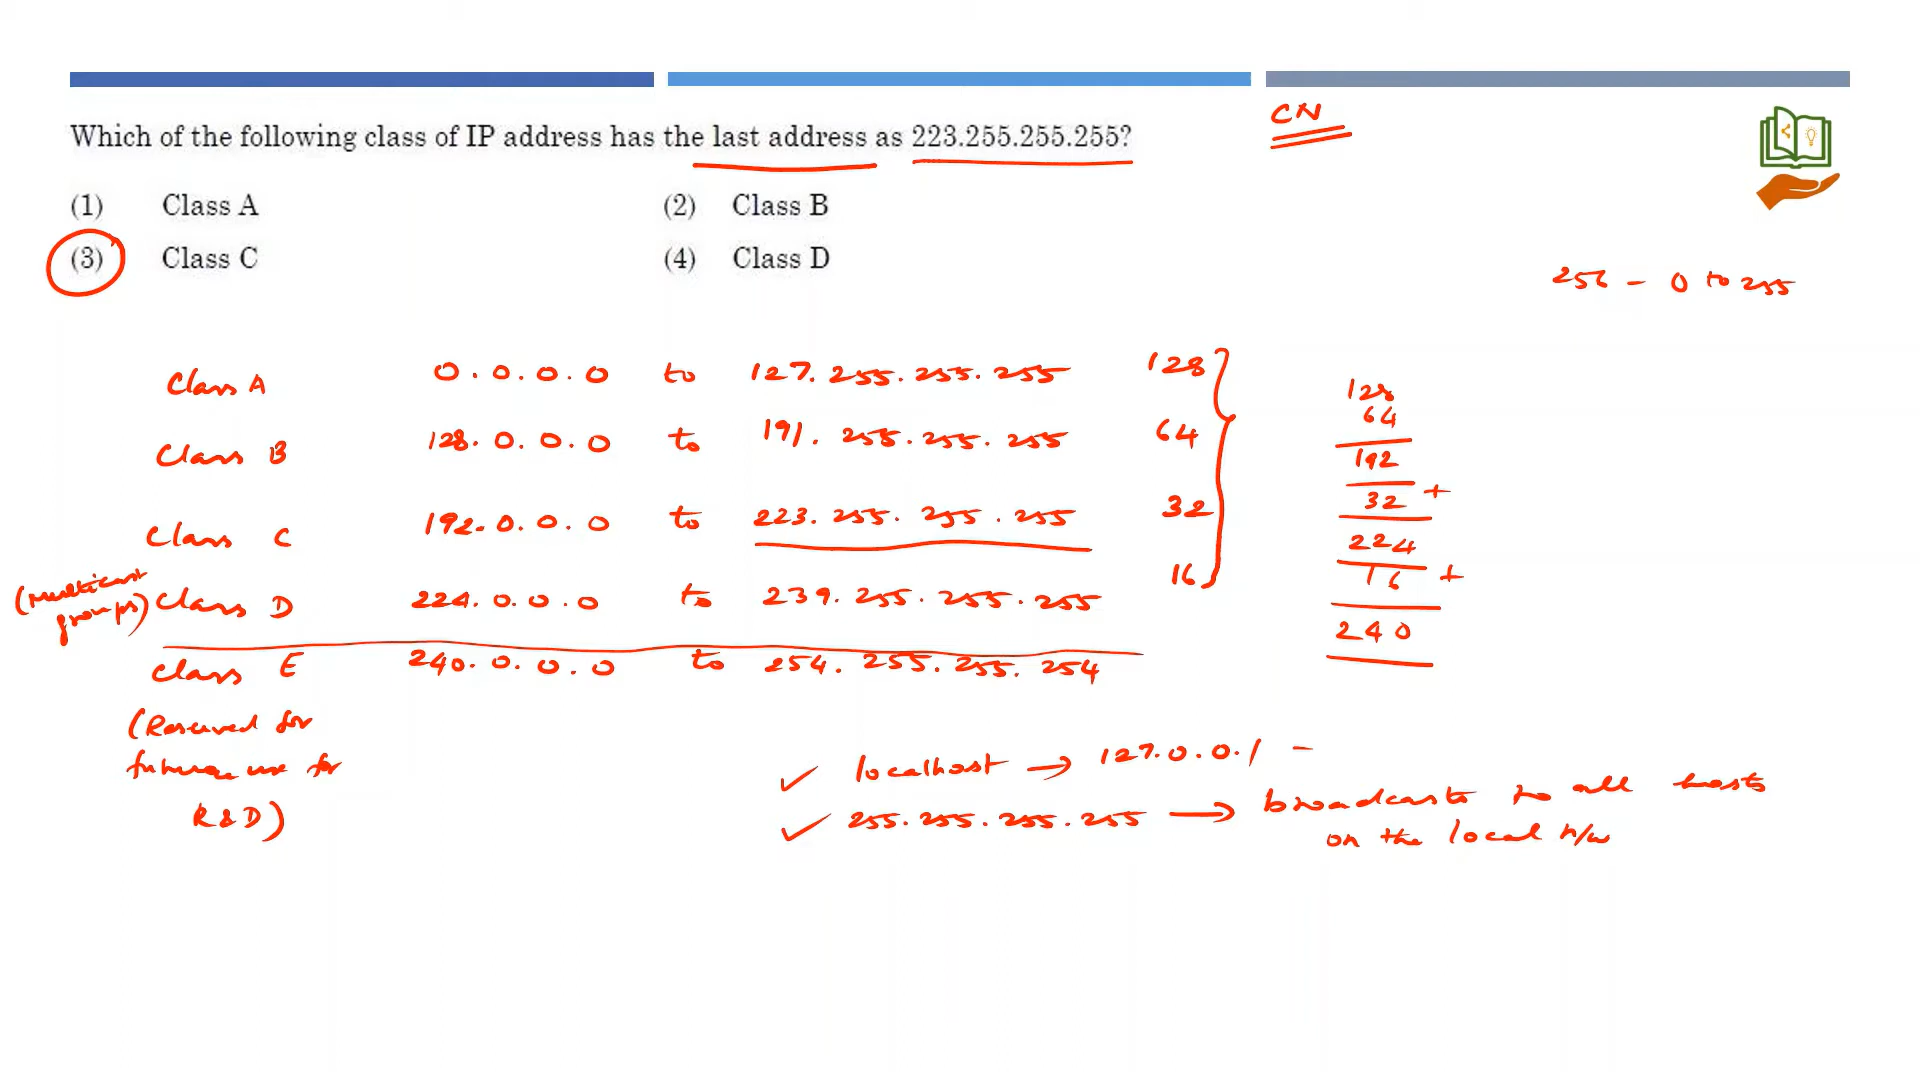 CN
Which of the following class of IP address has the last address as 223.255.255.255?
(1) Class A (2) Class B
(3) Class C (4) Class D
256 - 0 to 255
Class A 0.0.0.0 to 127.255.255.255 128
Class B 128.0.0.0 to 191.255.255.255 64
Class C 192.0.0.0 to 223.255.255.255 32
(Multicast groups) Class D 224.0.0.0 to 239.255.255.255 16
Class E 240.0.0.0 to 254.255.255.254
(Reserved for
future use for
R&D)
128
64
192
32 +
224
16 +
240
localhost → 127.0.0.1 -
255.255.255.255 → broadcasts to all hosts
on the local n/w